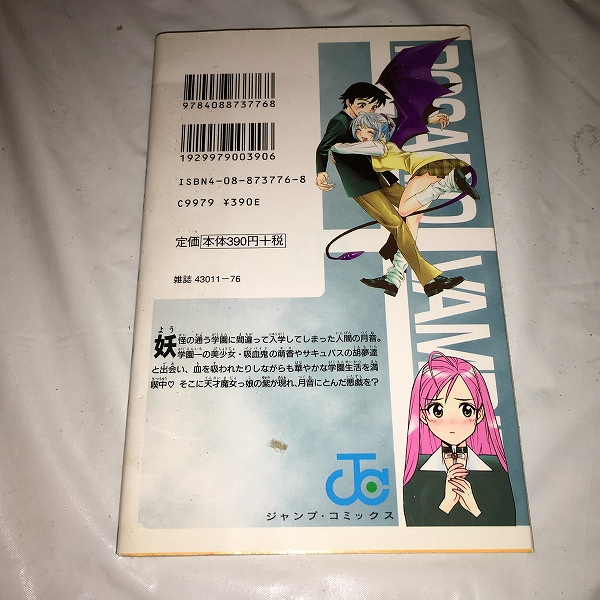 9784088737768
1929979003906
ISBN4-08-873776-8
C9979 ¥390E
定価 本体390円+税
雑誌 43011-76
妖怪の通う学園に間違って入学してしまった人間の月音。
学園一の美少女・吸血鬼の萌香やサキュバスの胡夢達
と出会い、血を吸われたりしながらも華やかな学園生活を満
喫中♡ そこに天才魔女っ娘の紫が現れ、月音にとんだ悪戯を?
JC
ジャンプ・コミックス